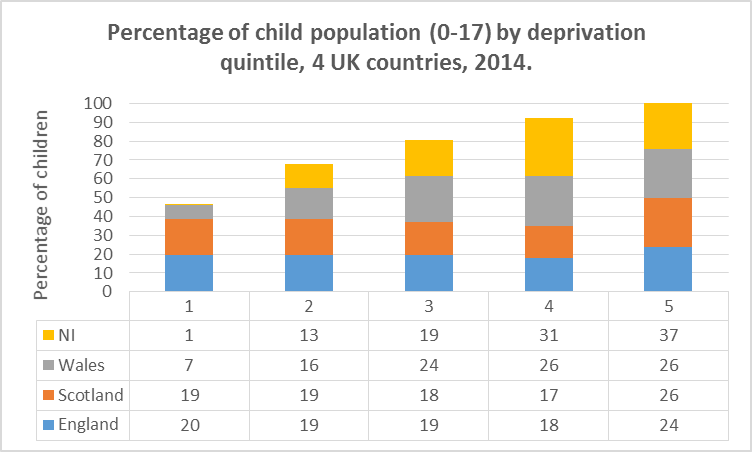 Percentage of child population (0-17) by deprivation
quintile, 4 UK countries, 2014.
Percentage of children
100
90
80
70
60
50
40
30
20
10
0
1 2 3 4 5
NI 1 13 19 31 37
Wales 7 16 24 26 26
Scotland 19 19 18 17 26
England 20 19 19 18 24